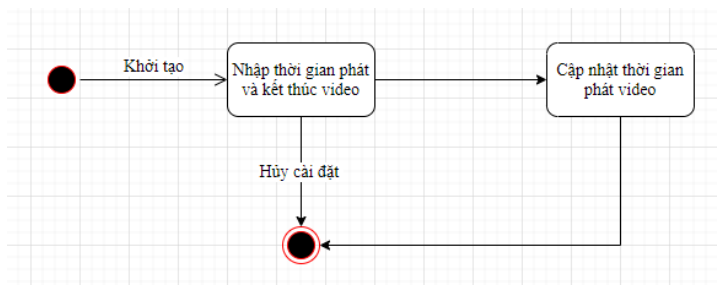 Khởi tạo
Nhập thời gian phát
và kết thúc video
Cập nhật thời gian
phát video
Hủy cài đặt